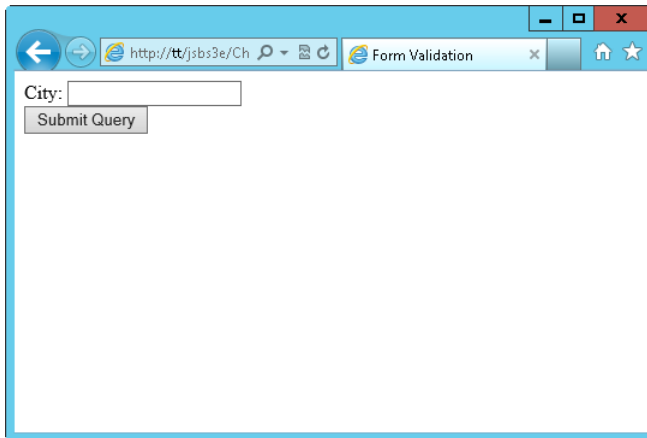 http://tt/jsbs3e/Ch
Form Validation
City:
Submit Query